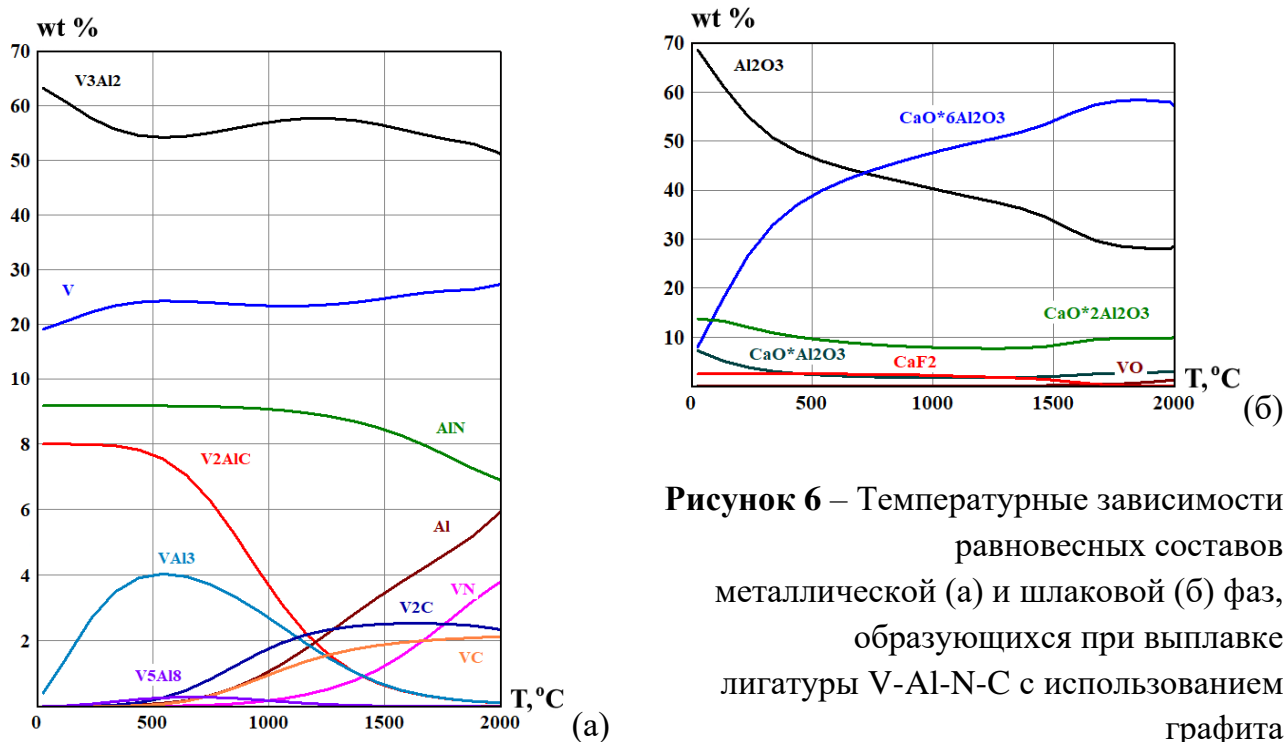 wt %
70
60
50
40
30
20
10
8
6
4
2
0
500
1000
1500
2000
T, °C
V3Al2
V
AlN
V2AlC
Al
VAl3
VN
V2C
VC
V5Al8
(а)
wt %
70
60
50
40
30
20
10
0
500
1000
1500
2000
T, °C
Al2O3
CaO*6Al2O3
CaO*2Al2O3
CaO*Al2O3
CaF2
VO
(б)
Рисунок 6 – Температурные зависимости
равновесных составов
металлической (а) и шлаковой (б) фаз,
образующихся при выплавке
лигатуры V-Al-N-C с использованием
графита